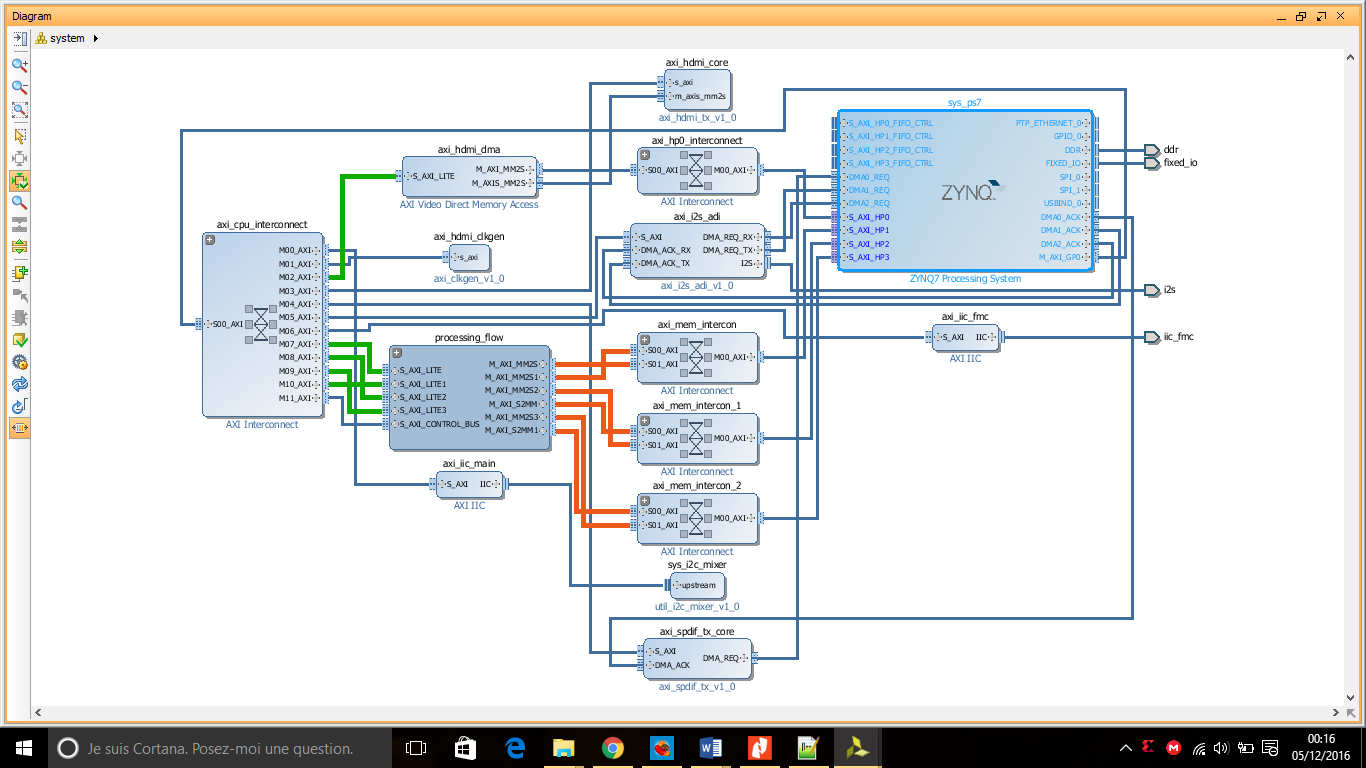 Diagram
system
axi_hdmi_core
s_axi
m_axis_mm2s
axi_hdmi_tx_v1_0
sys_ps7
S_AXI_HP0_FIFO_CTRL
S_AXI_HP1_FIFO_CTRL
S_AXI_HP2_FIFO_CTRL
S_AXI_HP3_FIFO_CTRL
DMA0_REQ
DMA1_REQ
DMA2_REQ
S_AXI_HP0
S_AXI_HP1
S_AXI_HP2
S_AXI_HP3
ZYNQ
PTP_ETHERNET_0
GPIO_0
DDR
FIXED_IO
SPI_0
SPI_1
USBIND_0
DMA0_ACK
DMA1_ACK
DMA2_ACK
M_AXI_GP0
ZYNQ7 Processing System
ddr
fixed_io
i2s
iic_fmc
axi_hdmi_dma
S_AXI_LITE
M_AXI_MM2S
M_AXIS_MM2S
AXI Video Direct Memory Access
axi_hp0_interconnect
S00_AXI
M00_AXI
AXI Interconnect
axi_cpu_interconnect
S00_AXI
M00_AXI
M01_AXI
M02_AXI
M03_AXI
M04_AXI
M05_AXI
M06_AXI
M07_AXI
M08_AXI
M09_AXI
M10_AXI
M11_AXI
AXI Interconnect
axi_hdmi_clkgen
s_axi
axi_clkgen_v1_0
axi_i2s_adi
S_AXI
DMA_ACK_RX
DMA_ACK_TX
DMA_REQ_RX
DMA_REQ_TX
I2S
axi_i2s_adi_v1_0
axi_iic_fmc
S_AXI
IIC
AXI IIC
processing_flow
S_AXI_LITE
S_AXI_LITE1
S_AXI_LITE2
S_AXI_LITE3
S_AXI_CONTROL_BUS
M_AXI_MM2S
M_AXI_MM2S1
M_AXI_MM2S2
M_AXI_S2MM
M_AXI_MM2S3
M_AXI_S2MM1
axi_mem_intercon
S00_AXI
S01_AXI
M00_AXI
AXI Interconnect
axi_mem_intercon_1
S00_AXI
S01_AXI
M00_AXI
AXI Interconnect
axi_iic_main
S_AXI
IIC
AXI IIC
axi_mem_intercon_2
S00_AXI
S01_AXI
M00_AXI
AXI Interconnect
sys_i2c_mixer
upstream
util_i2c_mixer_v1_0
axi_spdif_tx_core
S_AXI
DMA_ACK
DMA_REQ
axi_spdif_tx_v1_0
Je suis Cortana. Posez-moi une question.
00:16
05/12/2016